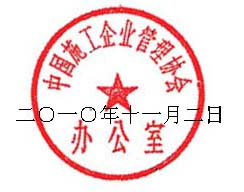 中国施工企业管理协会
二〇一〇年十一月二日
办公室